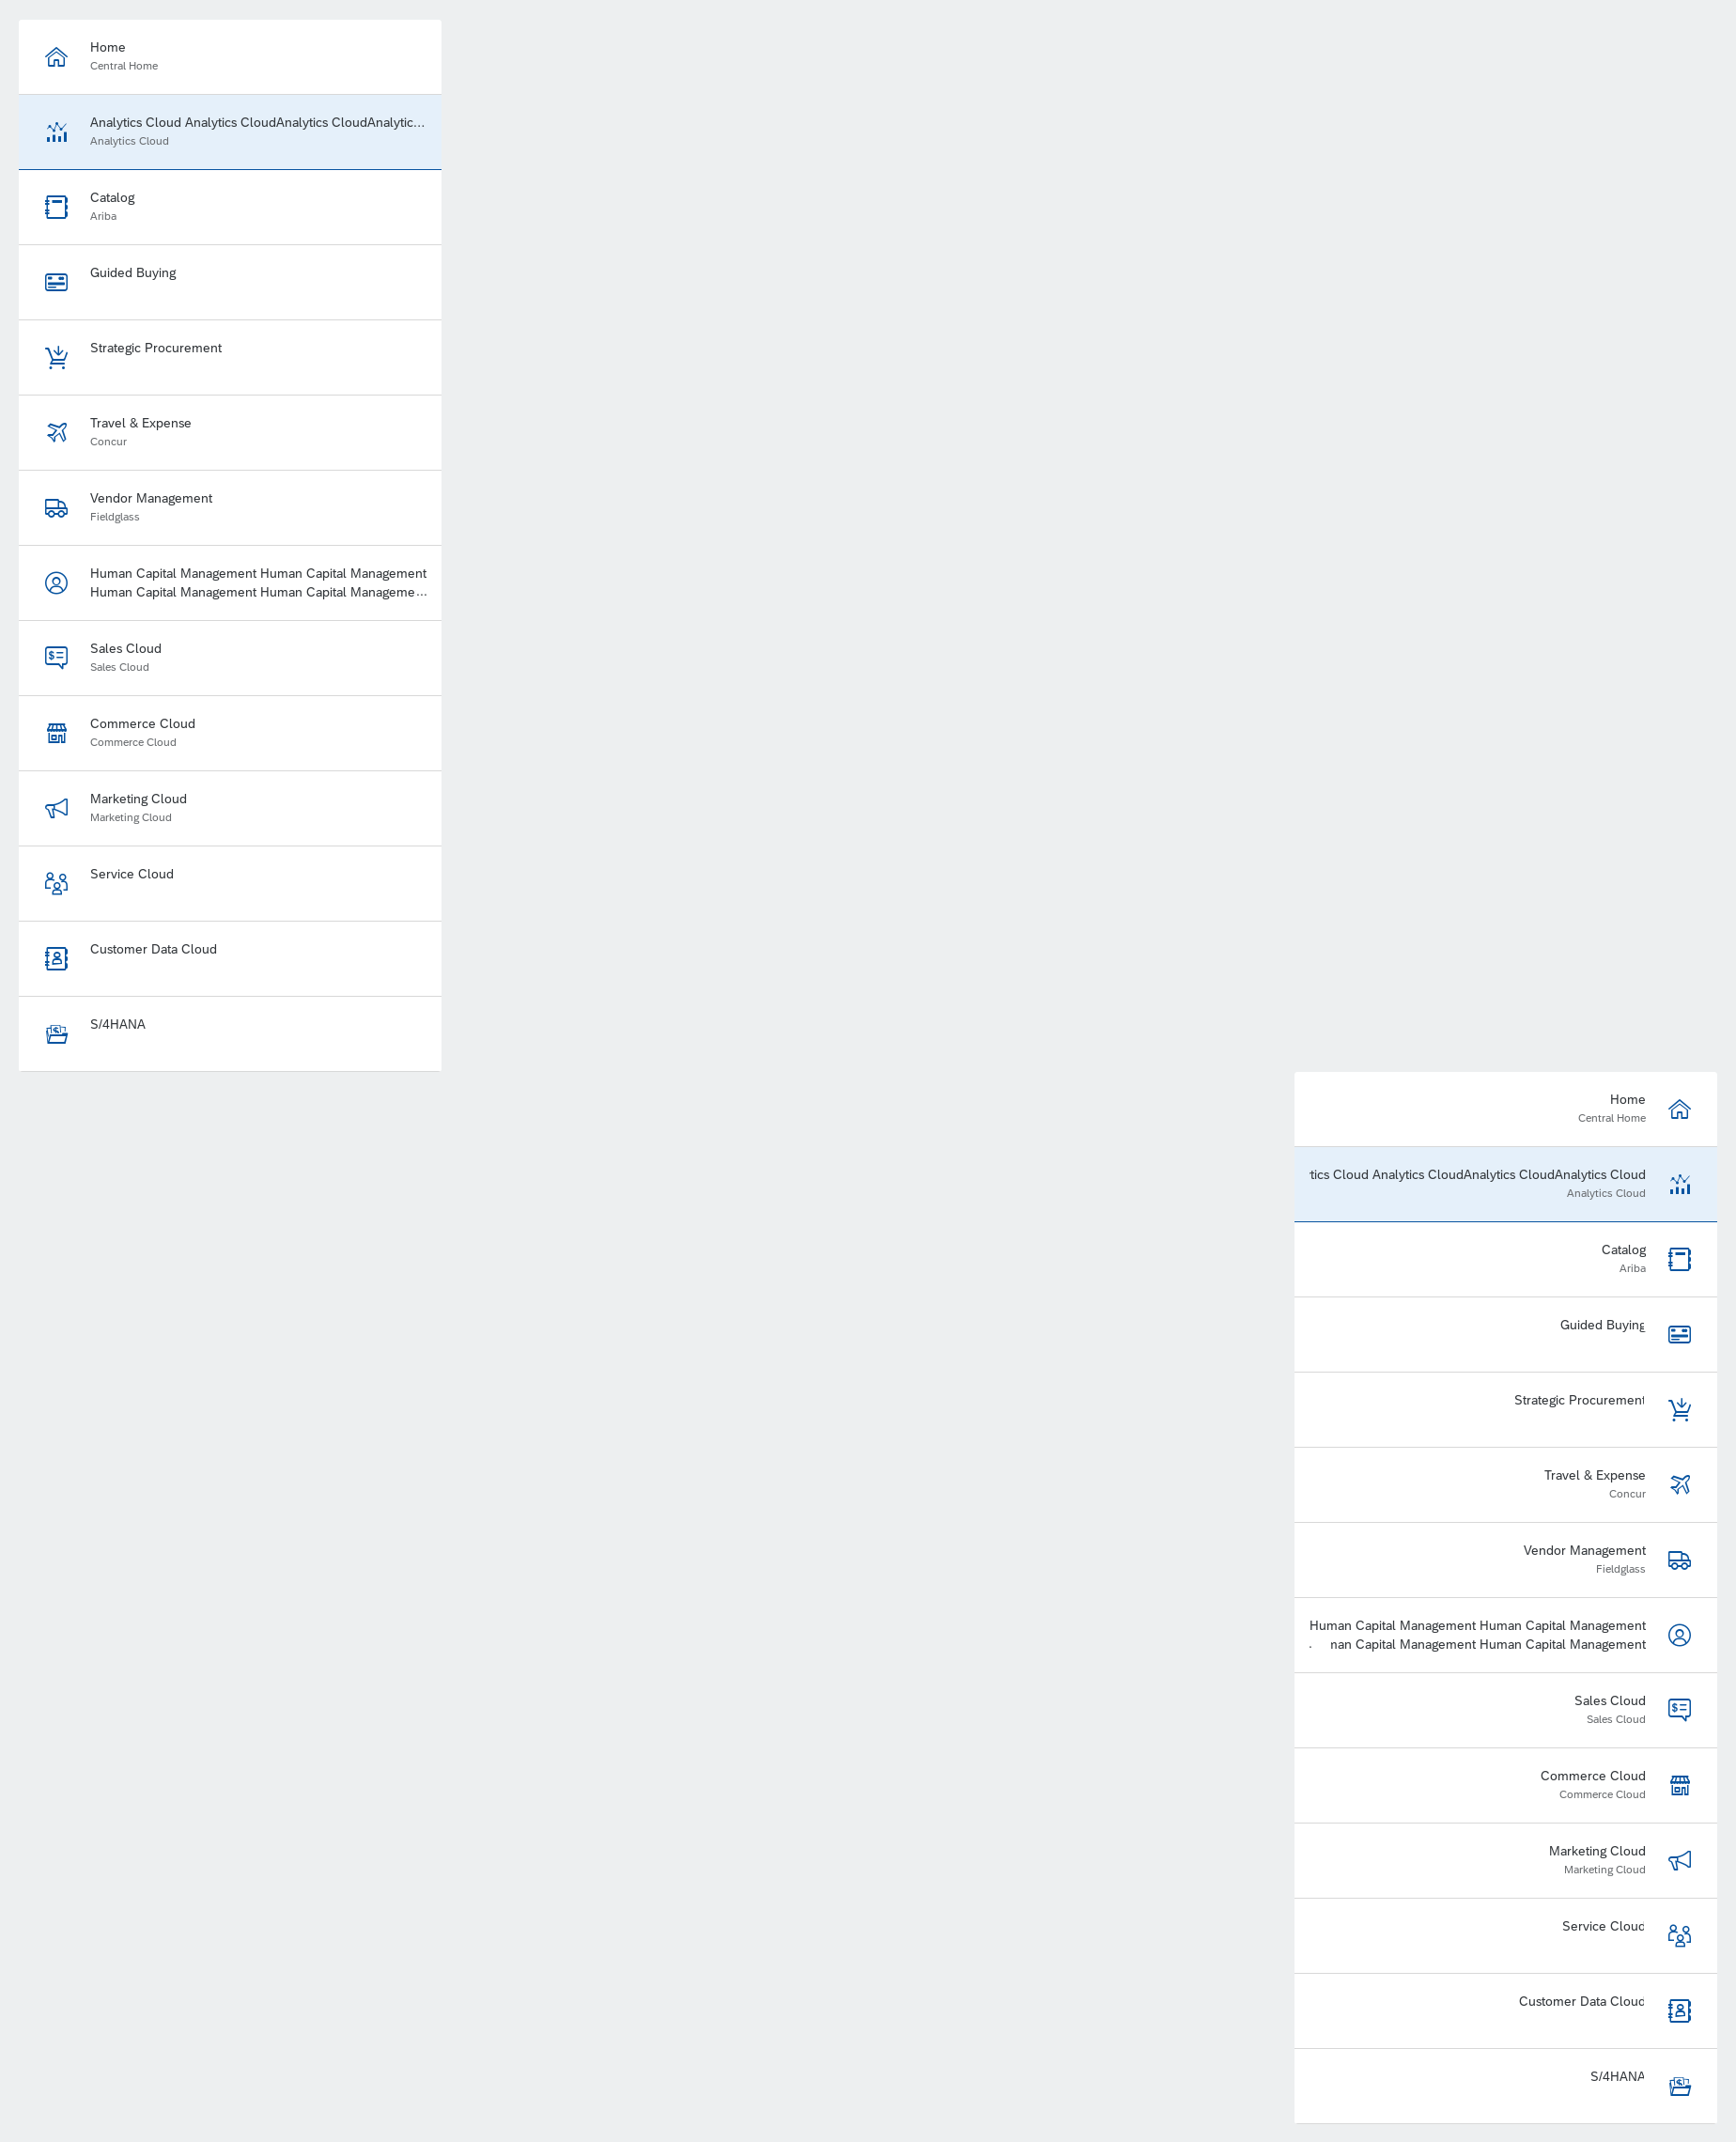 Home
Central Home
Analytics Cloud Analytics CloudAnalytics CloudAnalytic...
Analytics Cloud
Catalog
Ariba
Guided Buying
Strategic Procurement
Travel & Expense
Concur
Vendor Management
Fieldglass
Human Capital Management Human Capital Management
Human Capital Management Human Capital Manageme...
Sales Cloud
Sales Cloud
Commerce Cloud
Commerce Cloud
Marketing Cloud
Marketing Cloud
Service Cloud
Customer Data Cloud
S/4HANA
Home
Central Home
tics Cloud Analytics CloudAnalytics CloudAnalytics Cloud
Analytics Cloud
Catalog
Ariba
Guided Buying
Strategic Procurement
Travel & Expense
Concur
Vendor Management
Fieldglass
Human Capital Management Human Capital Management
. nan Capital Management Human Capital Management
Sales Cloud
Sales Cloud
Commerce Cloud
Commerce Cloud
Marketing Cloud
Marketing Cloud
Service Cloud
Customer Data Cloud
S/4HANA